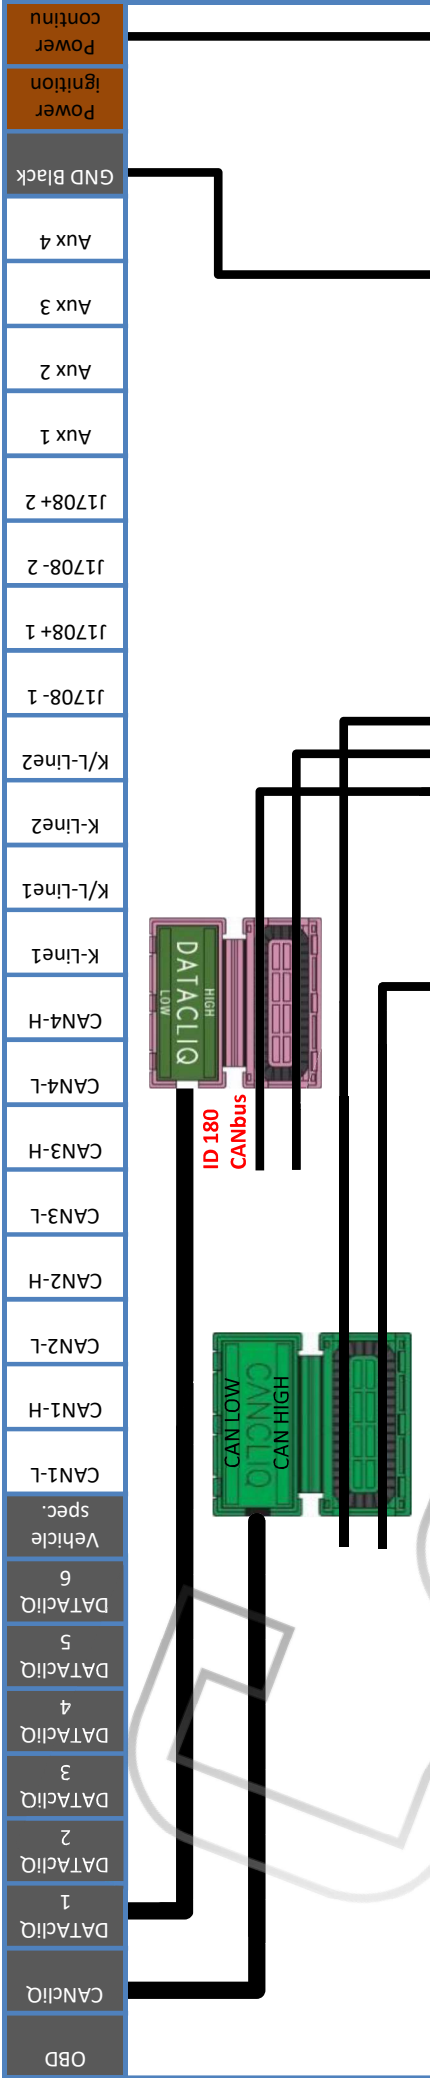 Power
continu
Power
ignition
GND Black
Aux 4
Aux 3
Aux 2
Aux 1
J1708+ 2
J1708- 2
J1708+ 1
J1708- 1
K/L-Line2
K-Line2
K/L-Line1
K-Line1
CAN4-H
CAN4-L
CAN3-H
CAN3-L
CAN2-H
CAN2-L
CAN1-H
CAN1-L
Vehicle
spec.
DATAcliQ
6
DATAcliQ
5
DATAcliQ
4
DATAcliQ
3
DATAcliQ
2
DATAcliQ
1
CANcliQ
OBD
HIGH
DATACLIQ
LOW
ID 180
CANbus
CAN LOW
CANCLIQ
CAN HIGH